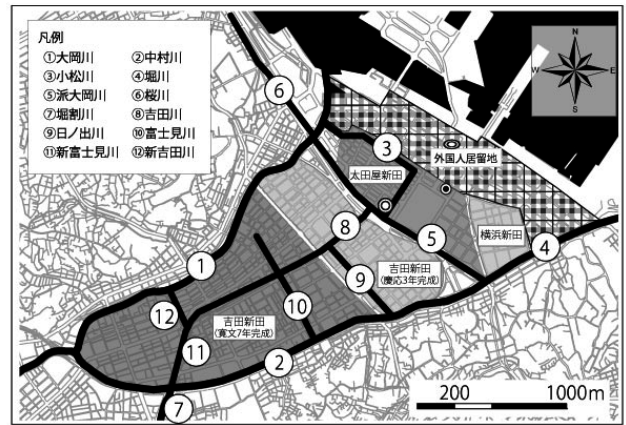 凡例
①大岡川 ②中村川
③小松川 ④堀川
⑤派大岡川 ⑥桜川
⑦堀割川 ⑧吉田川
⑨日ノ出川 ⑩富士見川
⑪新富士見川 ⑫新吉田川
N
W E
S
⑥
③
外国人居留地
太田屋新田
⑧
⑤
横浜新田
④
①
⑨
吉田新田
(慶応3年完成)
⑫
⑩
吉田新田
(寛文7年完成)
⑪
②
⑦
200 1000m